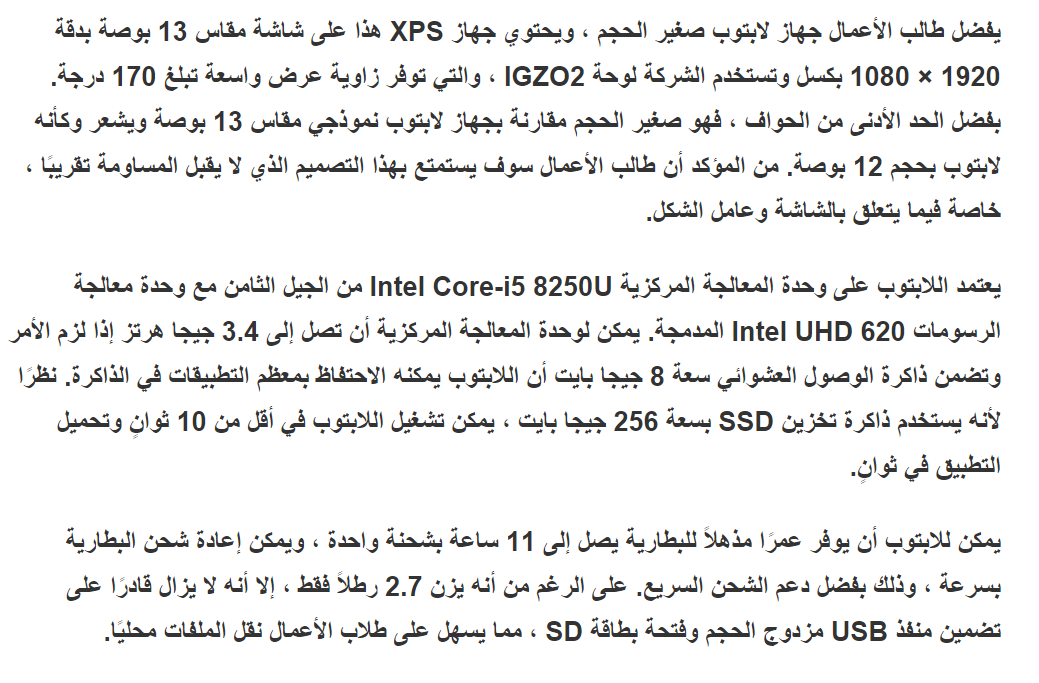 يفضل طالب الأعمال جهاز لابتوب صغير الحجم ، ويحتوي جهاز XPS هذا على شاشة مقاس 13 بوصة بدقة
1920 × 1080 بكسل وتستخدم الشركة لوحة IGZO2 ، والتي توفر زاوية عرض واسعة تبلغ 170 درجة.
بفضل الحد الأدنى من الحواف ، فهو صغير الحجم مقارنة بجهاز لابتوب نموذجي مقاس 13 بوصة ويشعر وكأنه
لابتوب بحجم 12 بوصة. من المؤكد أن طالب الأعمال سوف يستمتع بهذا التصميم الذي لا يقبل المساومة تقريبًا ،
خاصة فيما يتعلق بالشاشة وعامل الشكل.
يعتمد اللابتوب على وحدة المعالجة المركزية Intel Core-i5 8250U من الجيل الثامن مع وحدة معالجة
الرسومات Intel UHD 620 المدمجة. يمكن لوحدة المعالجة المركزية أن تصل إلى 3.4 جيجا هرتز إذا لزم الأمر
وتضمن ذاكرة الوصول العشوائي سعة 8 جيجا بايت أن اللابتوب يمكنه الاحتفاظ بمعظم التطبيقات في الذاكرة. نظرًا
لأنه يستخدم ذاكرة تخزين SSD بسعة 256 جيجا بايت ، يمكن تشغيل اللابتوب في أقل من 10 ثوانٍ وتحميل
التطبيق في ثوانٍ.
يمكن للابتوب أن يوفر عمرًا مذهلاً للبطارية يصل إلى 11 ساعة بشحنة واحدة ، ويمكن إعادة شحن البطارية
بسرعة ، وذلك بفضل دعم الشحن السريع. على الرغم من أنه يزن 2.7 رطلاً فقط ، إلا أنه لا يزال قادرًا على
تضمين منفذ USB مزدوج الحجم وفتحة بطاقة SD ، مما يسهل على طلاب الأعمال نقل الملفات محليًا.